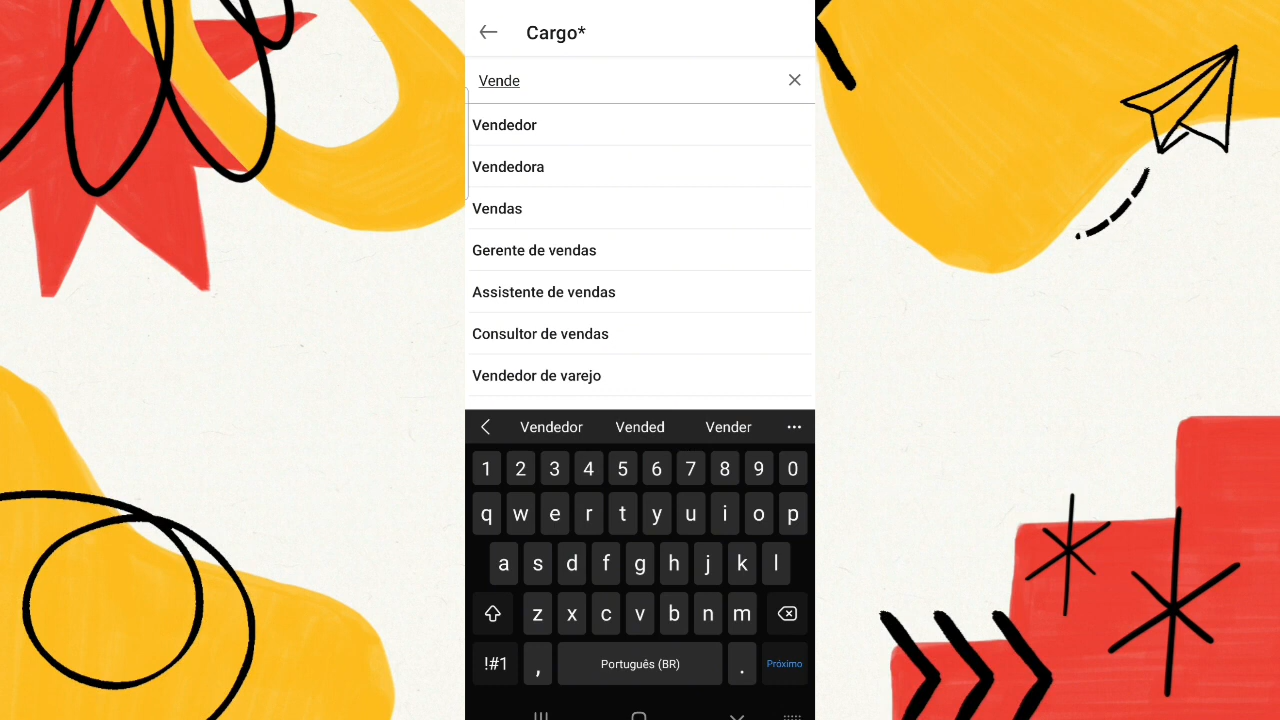 Cargo*
Vende
Vendedor
Vendedora
Vendas
Gerente de vendas
Assistente de vendas
Consultor de vendas
Vendedor de varejo
Vendedor Vended Vender
1 2 3 4 5 6 7 8 9 0
q w e r t y u i o p
a s d f g h j k l
z x c v b n m
!#1 , Português (BR) . Próximo